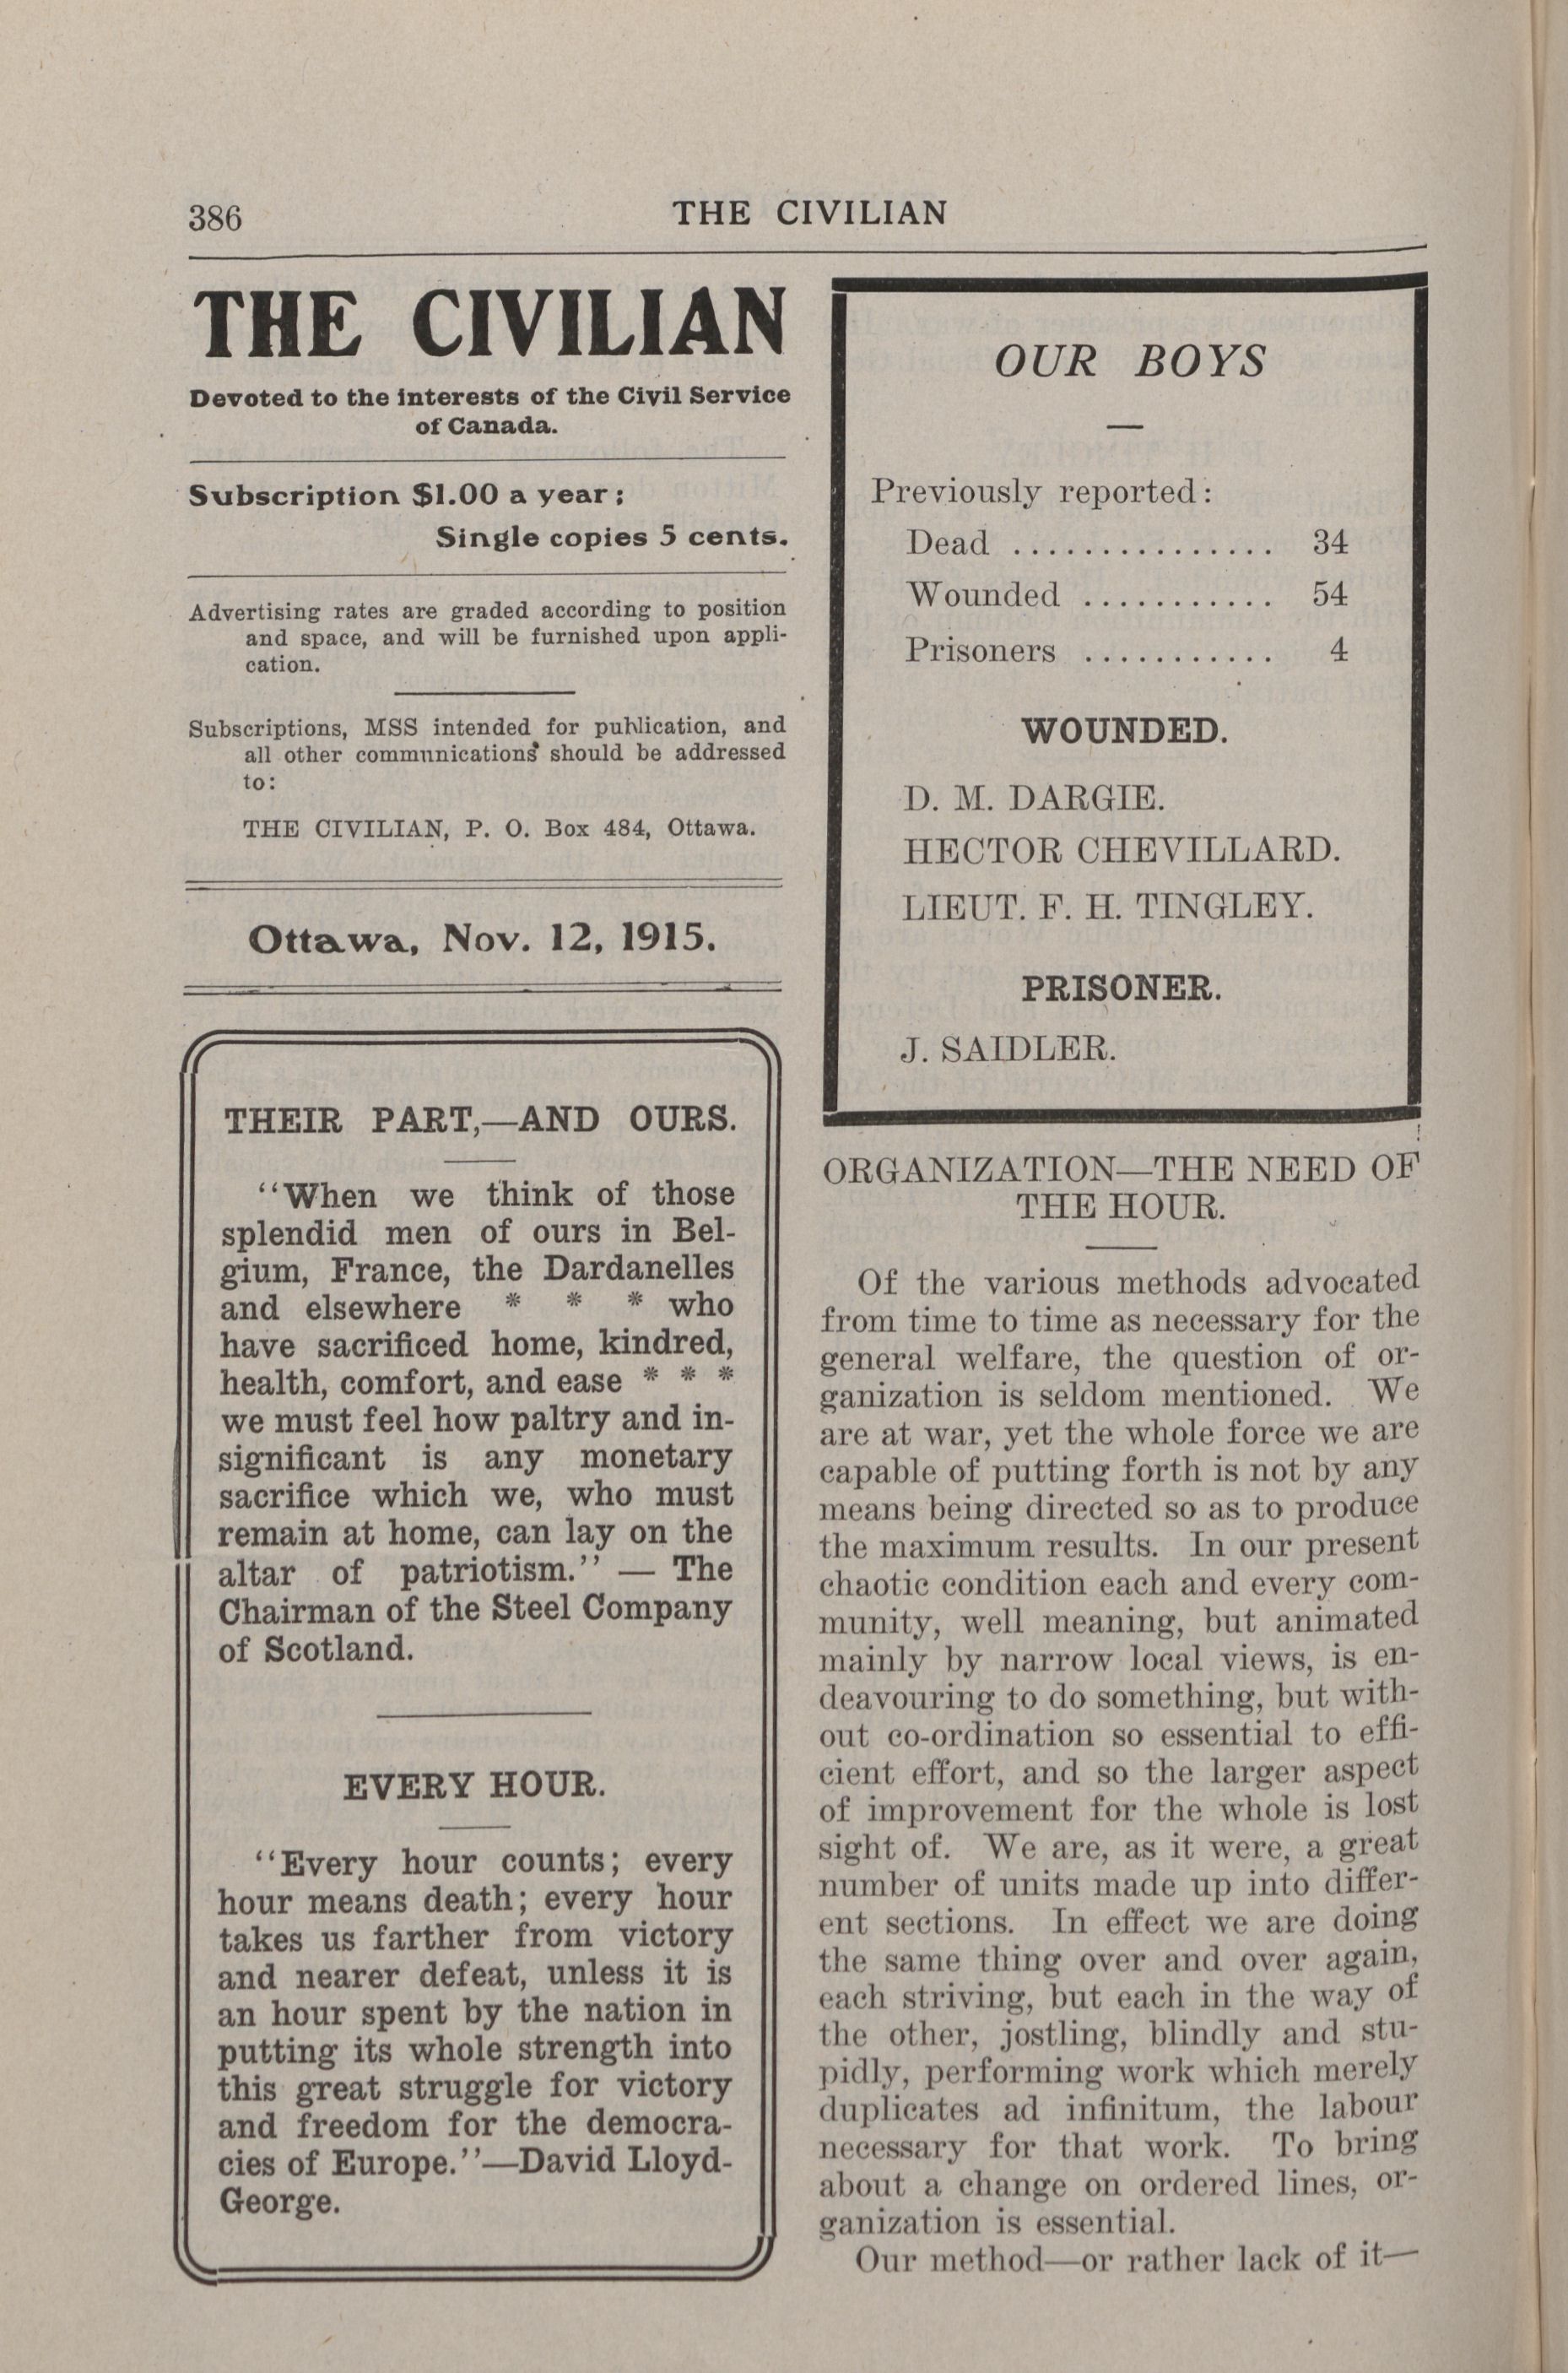 386
THE CIVILIAN
THE CIVILIAN
Devoted to the interests of the Civil Service
of Canada.
Subscription $1.00 a year;
Single copies 5 cents.
Advertising rates are graded according to position
and space, and will be furnished upon appli-
cation.
Subscriptions, MSS intended for publication, and
all other communications should be addressed
to:
THE CIVILIAN, P. O. Box 484, Ottawa.
Ottawa, Nov. 12, 1915.
THEIR PART,—AND OURS.
"When we think of those
splendid men of ours in Bel-
gium, France, the Dardanelles
and elsewhere * * * who
have sacrificed home, kindred,
health, comfort, and ease * * *
we must feel how paltry and in-
significant is any monetary
sacrifice which we, who must
remain at home, can lay on the
altar of patriotism." — The
Chairman of the Steel Company
of Scotland.
EVERY HOUR.
"Every hour counts; every
hour means death; every hour
takes us farther from victory
and nearer defeat, unless it is
an hour spent by the nation in
putting its whole strength into
this great struggle for victory
and freedom for the democra-
cies of Europe."—David Lloyd-
George.
OUR BOYS
Previously reported:
Dead ............... 34
Wounded ........... 54
Prisoners ........... 4
WOUNDED.
D. M. DARGIE.
HECTOR CHEVILLARD.
LIEUT. F. H. TINGLEY.
PRISONER.
J. SAIDLER.
ORGANIZATION—THE NEED OF
THE HOUR.
Of the various methods advocated
from time to time as necessary for the
general welfare, the question of or-
ganization is seldom mentioned. We
are at war, yet the whole force we are
capable of putting forth is not by any
means being directed so as to produce
the maximum results. In our present
chaotic condition each and every com-
munity, well meaning, but animated
mainly by narrow local views, is en-
deavouring to do something, but with-
out co-ordination so essential to effi-
cient effort, and so the larger aspect
of improvement for the whole is lost
sight of. We are, as it were, a great
number of units made up into differ-
ent sections. In effect we are doing
the same thing over and over again,
each striving, but each in the way of
the other, jostling, blindly and stu-
pidly, performing work which merely
duplicates ad infinitum, the labour
necessary for that work. To bring
about a change on ordered lines, or-
ganization is essential.
Our method—or rather lack of it—